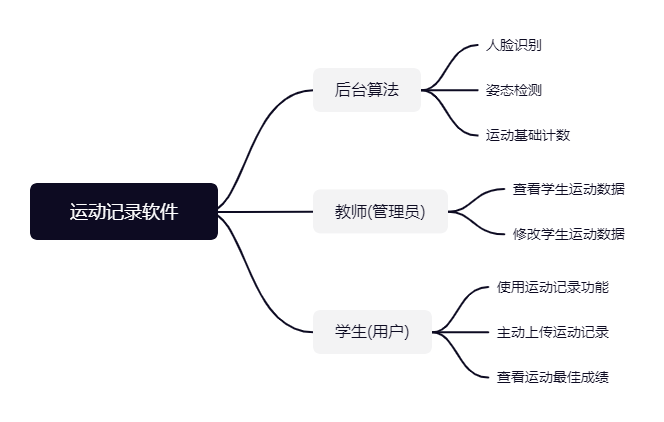 运动记录软件
后台算法
人脸识别
姿态检测
运动基础计数
教师(管理员)
查看学生运动数据
修改学生运动数据
学生(用户)
使用运动记录功能
主动上传运动记录
查看运动最佳成绩